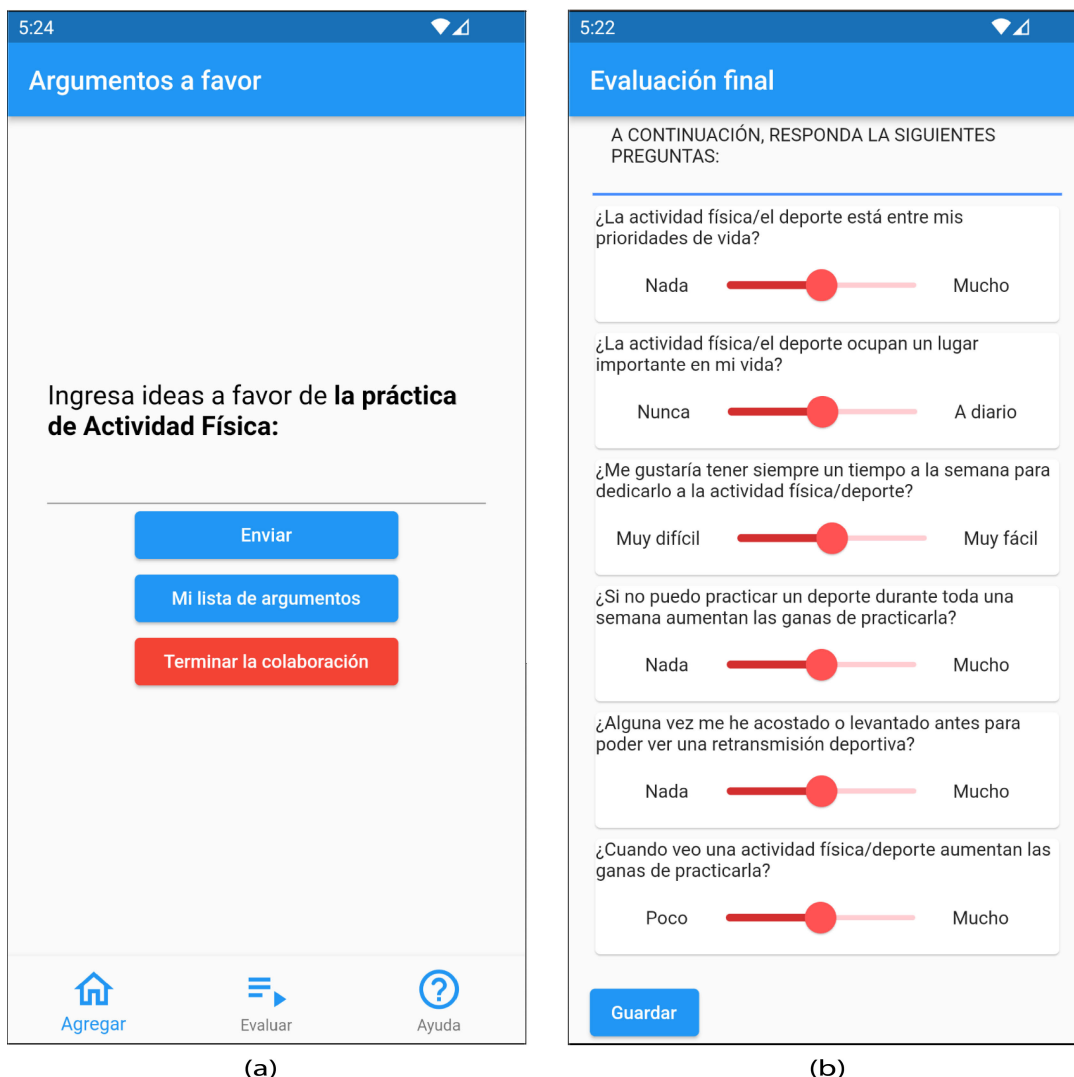 5:24
Argumentos a favor
Ingresa ideas a favor de la práctica
de Actividad Física:
Enviar
Mi lista de argumentos
Terminar la colaboración
Agregar
Evaluar
Ayuda
(a)
5:22
Evaluación final
A CONTINUACIÓN, RESPONDA LA SIGUIENTES
PREGUNTAS:
¿La actividad física/el deporte está entre mis
prioridades de vida?
Nada
Mucho
¿La actividad física/el deporte ocupan un lugar
importante en mi vida?
Nunca
A diario
¿Me gustaría tener siempre un tiempo a la semana para
dedicarlo a la actividad física/deporte?
Muy difícil
Muy fácil
¿Si no puedo practicar un deporte durante toda una
semana aumentan las ganas de practicarla?
Nada
Mucho
¿Alguna vez me he acostado o levantado antes para
poder ver una retransmisión deportiva?
Nada
Mucho
¿Cuando veo una actividad física/deporte aumentan las
ganas de practicarla?
Poco
Mucho
Guardar
(b)